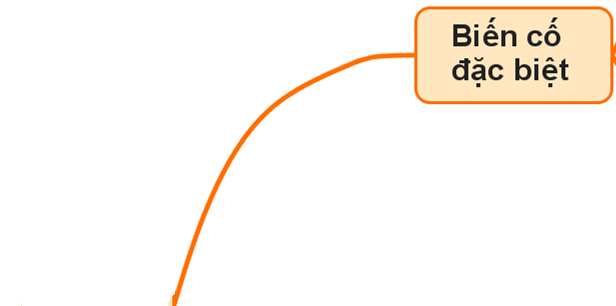 Biến cố
đặc biệt